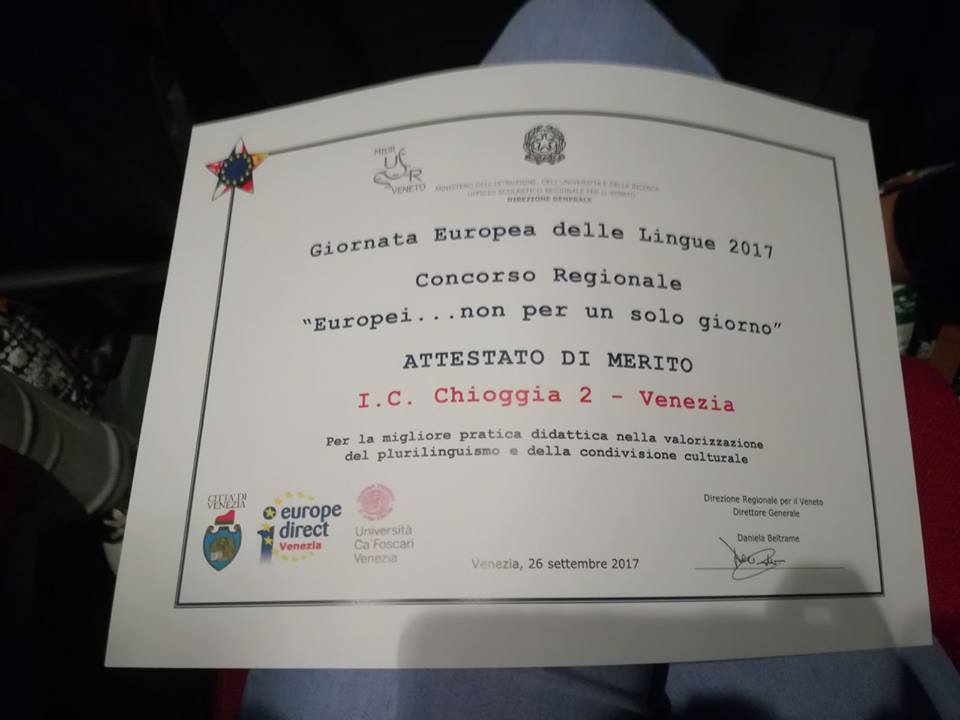 MIUR
USR
VENETO
MINISTERO DELL'ISTRUZIONE, DELL'UNIVERSITÀ E DELLA RICERCA
UFFICIO SCOLASTICO REGIONALE PER IL VENETO
DIREZIONE GENERALE
Giornata Europea delle Lingue 2017
Concorso Regionale
“Europei...non per un solo giorno”
ATTESTATO DI MERITO
I.C. Chioggia 2 - Venezia
Per la migliore pratica didattica nella valorizzazione
del plurilinguismo e della condivisione culturale
CITTA' DI
VENEZIA
europe
direct
Venezia
Università
Ca'Foscari
Venezia
Venezia, 26 settembre 2017
Direzione Regionale per il Veneto
Direttore Generale
Daniela Beltrame